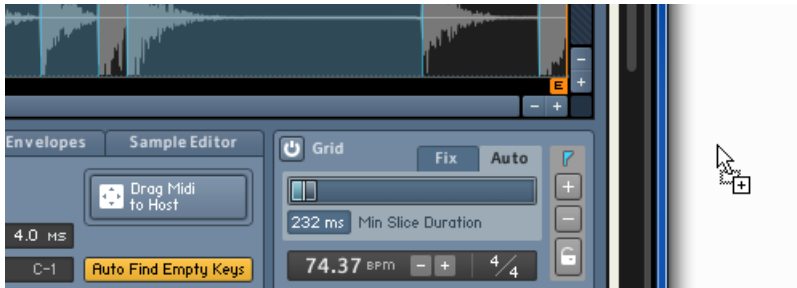 E
Envelopes
Sample Editor
Grid
Fix
Auto
Drag Midi
to Host
232 ms
Min Slice Duration
4.0 ms
C-1
Auto Find Empty Keys
74.37 BPM
4/4